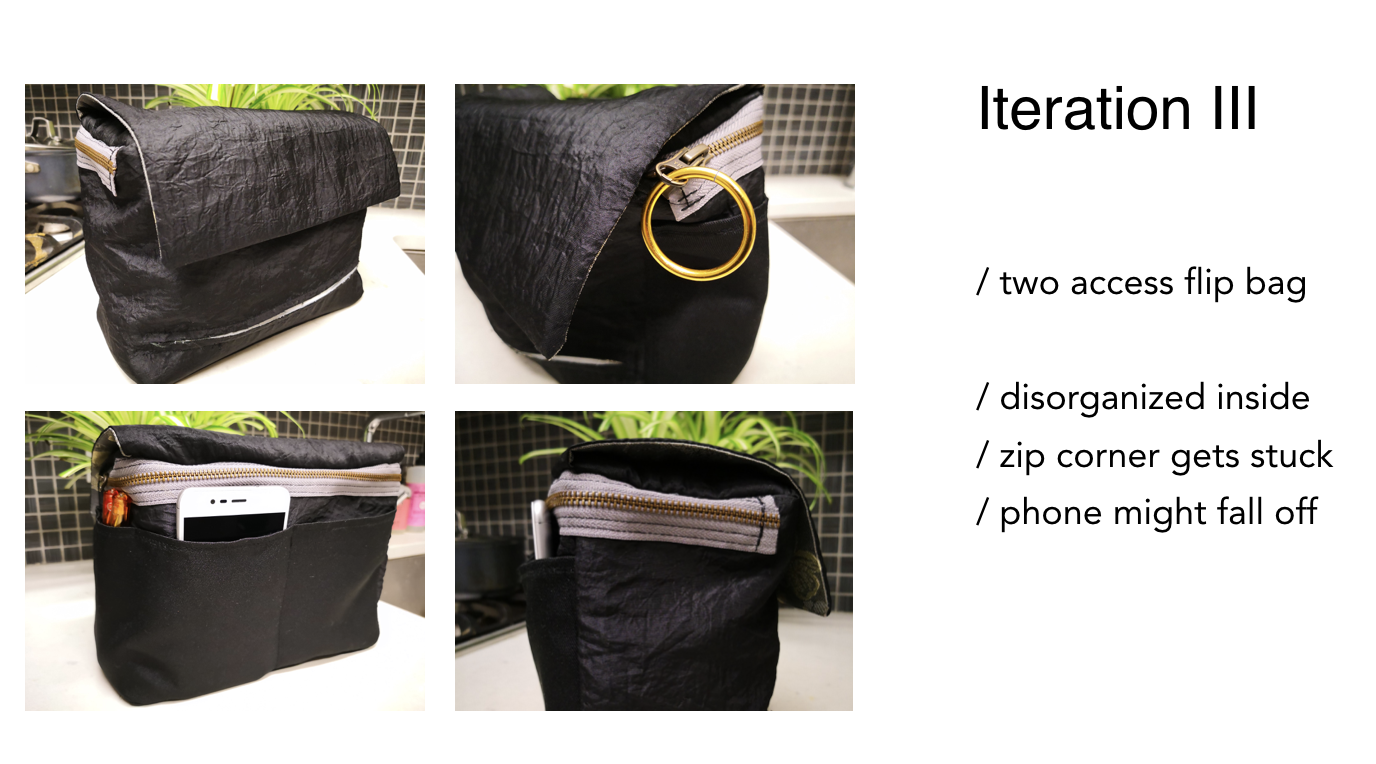 Iteration III
/ two access flip bag
/ disorganized inside
/ zip corner gets stuck
/ phone might fall off